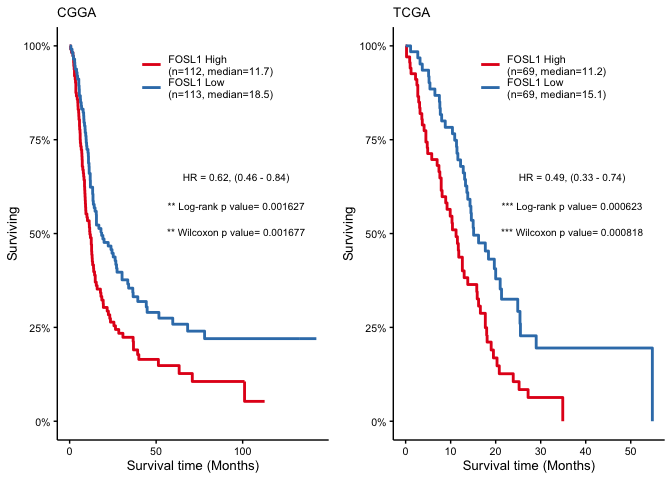 CGGA
100%
75%
50%
25%
0%
Surviving
FOSL1 High
(n=112, median=11.7)
FOSL1 Low
(n=113, median=18.5)
HR = 0.62, (0.46 - 0.84)
** Log-rank p value= 0.001627
** Wilcoxon p value= 0.001677
0
50
100
Survival time (Months)
TCGA
100%
75%
50%
25%
0%
Surviving
FOSL1 High
(n=69, median=11.2)
FOSL1 Low
(n=69, median=15.1)
HR = 0.49, (0.33 - 0.74)
*** Log-rank p value= 0.000623
*** Wilcoxon p value= 0.000818
0
10
20
30
40
50
Survival time (Months)